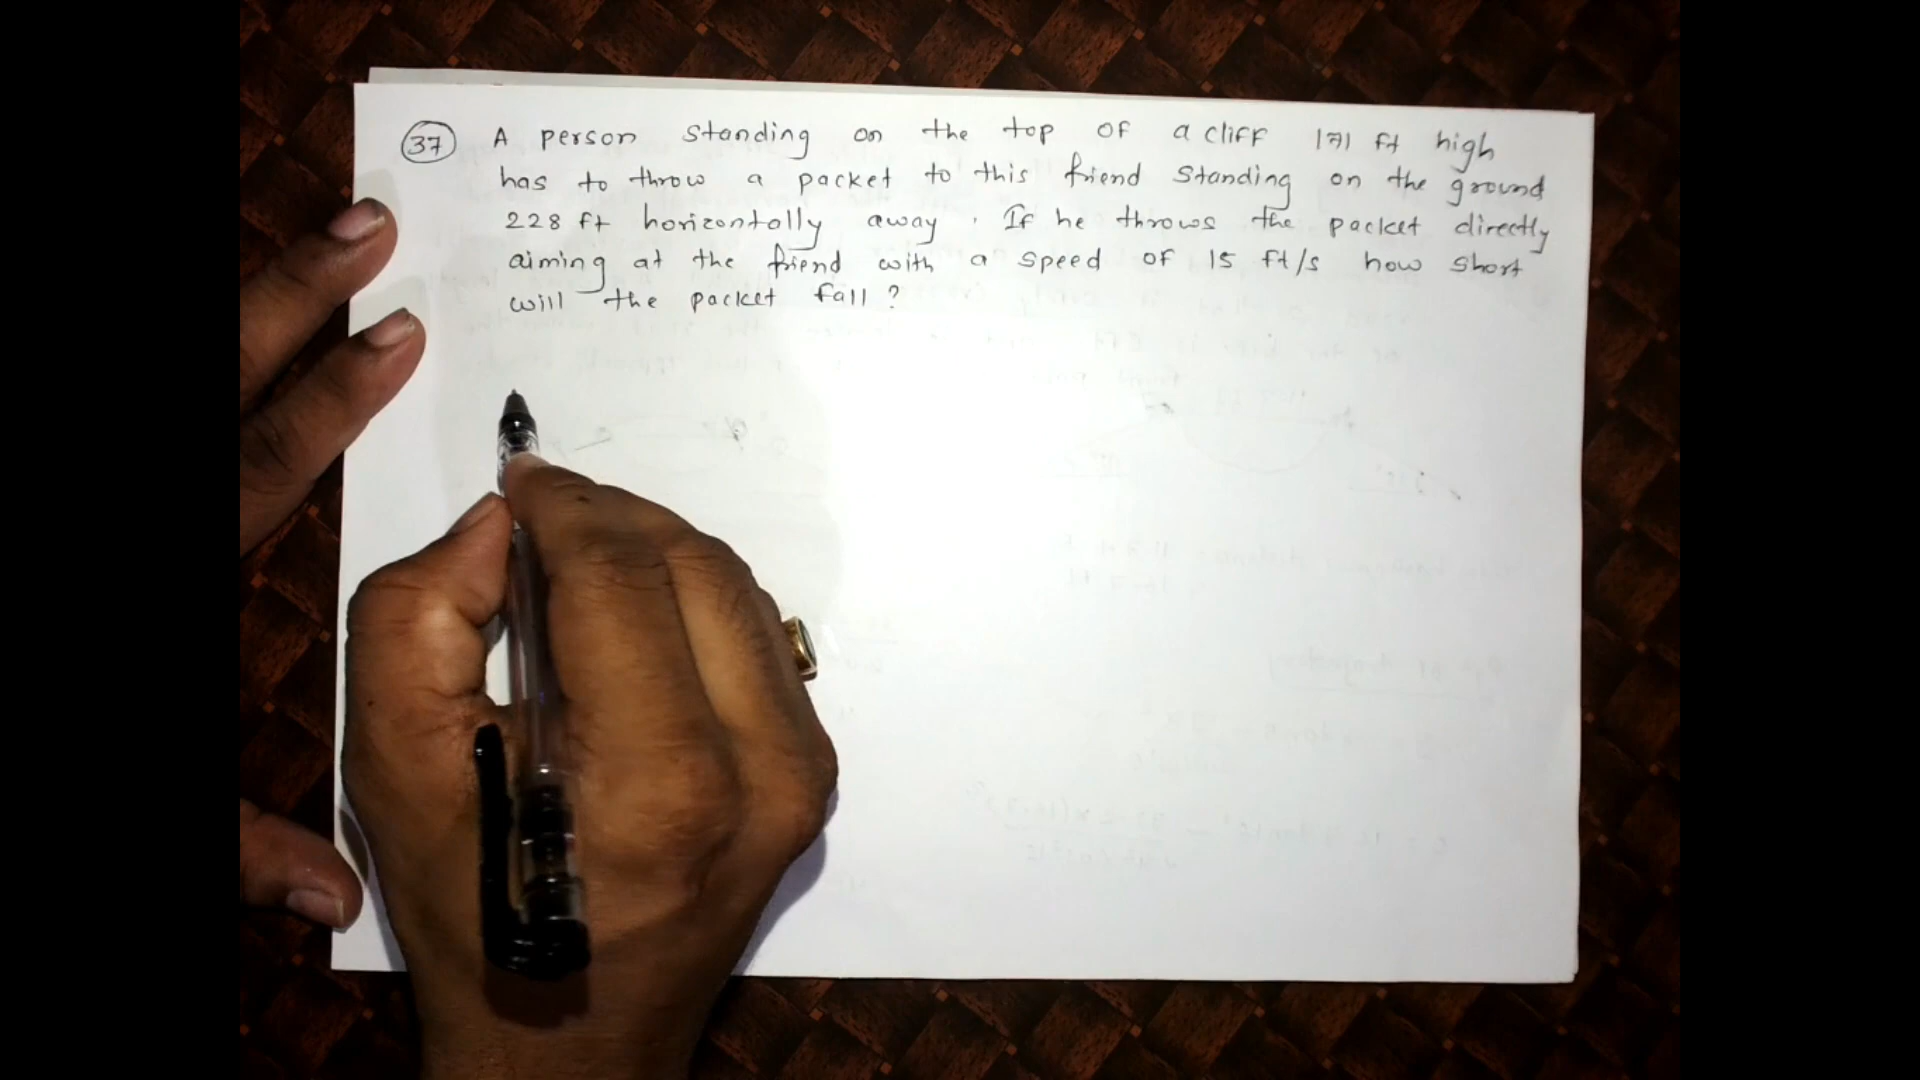 37 A person standing on the top of a cliff 171 ft high
has to throw a packet to this friend standing on the ground
228 ft horizontally away . If he throws the packet directly
aiming at the friend with a speed of 15 ft/s how short
will the packet fall ?